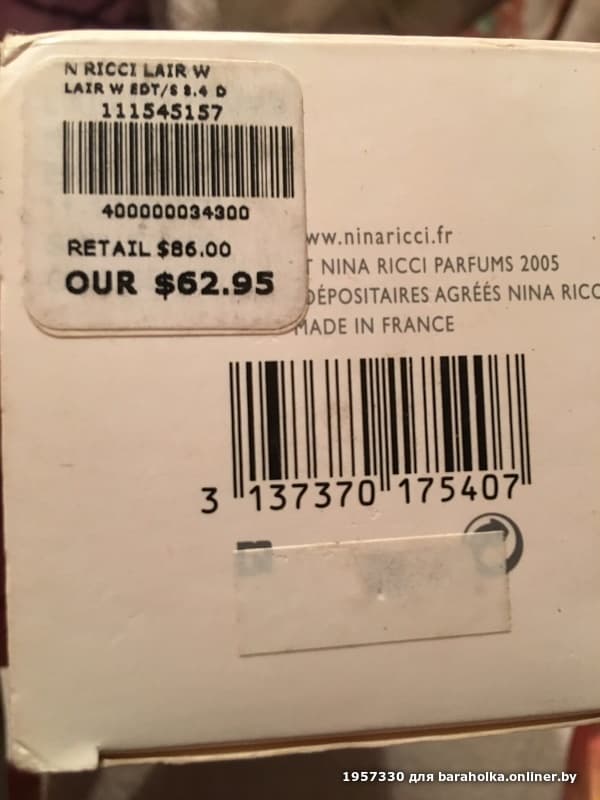 N RICCI LAIR W
LAIR W EDT/S 3.4 D
111545157
400000034300
RETAIL $86.00
OUR $62.95
www.ninaricci.fr
T NINA RICCI PARFUMS 2005
DÉPOSITAIRES AGRÉÉS NINA RICC
MADE IN FRANCE
3 137370 175407
1957330 для baraholka.onliner.by